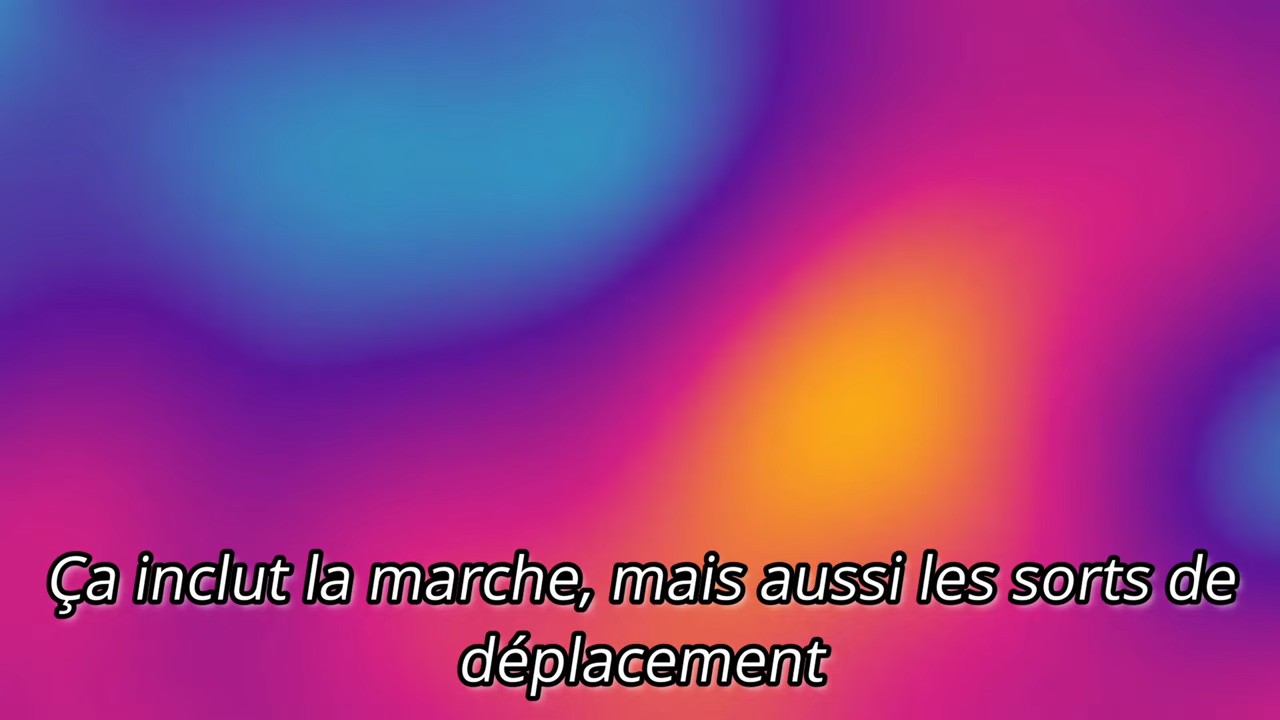 Ça inclut la marche, mais aussi les sorts de
déplacement